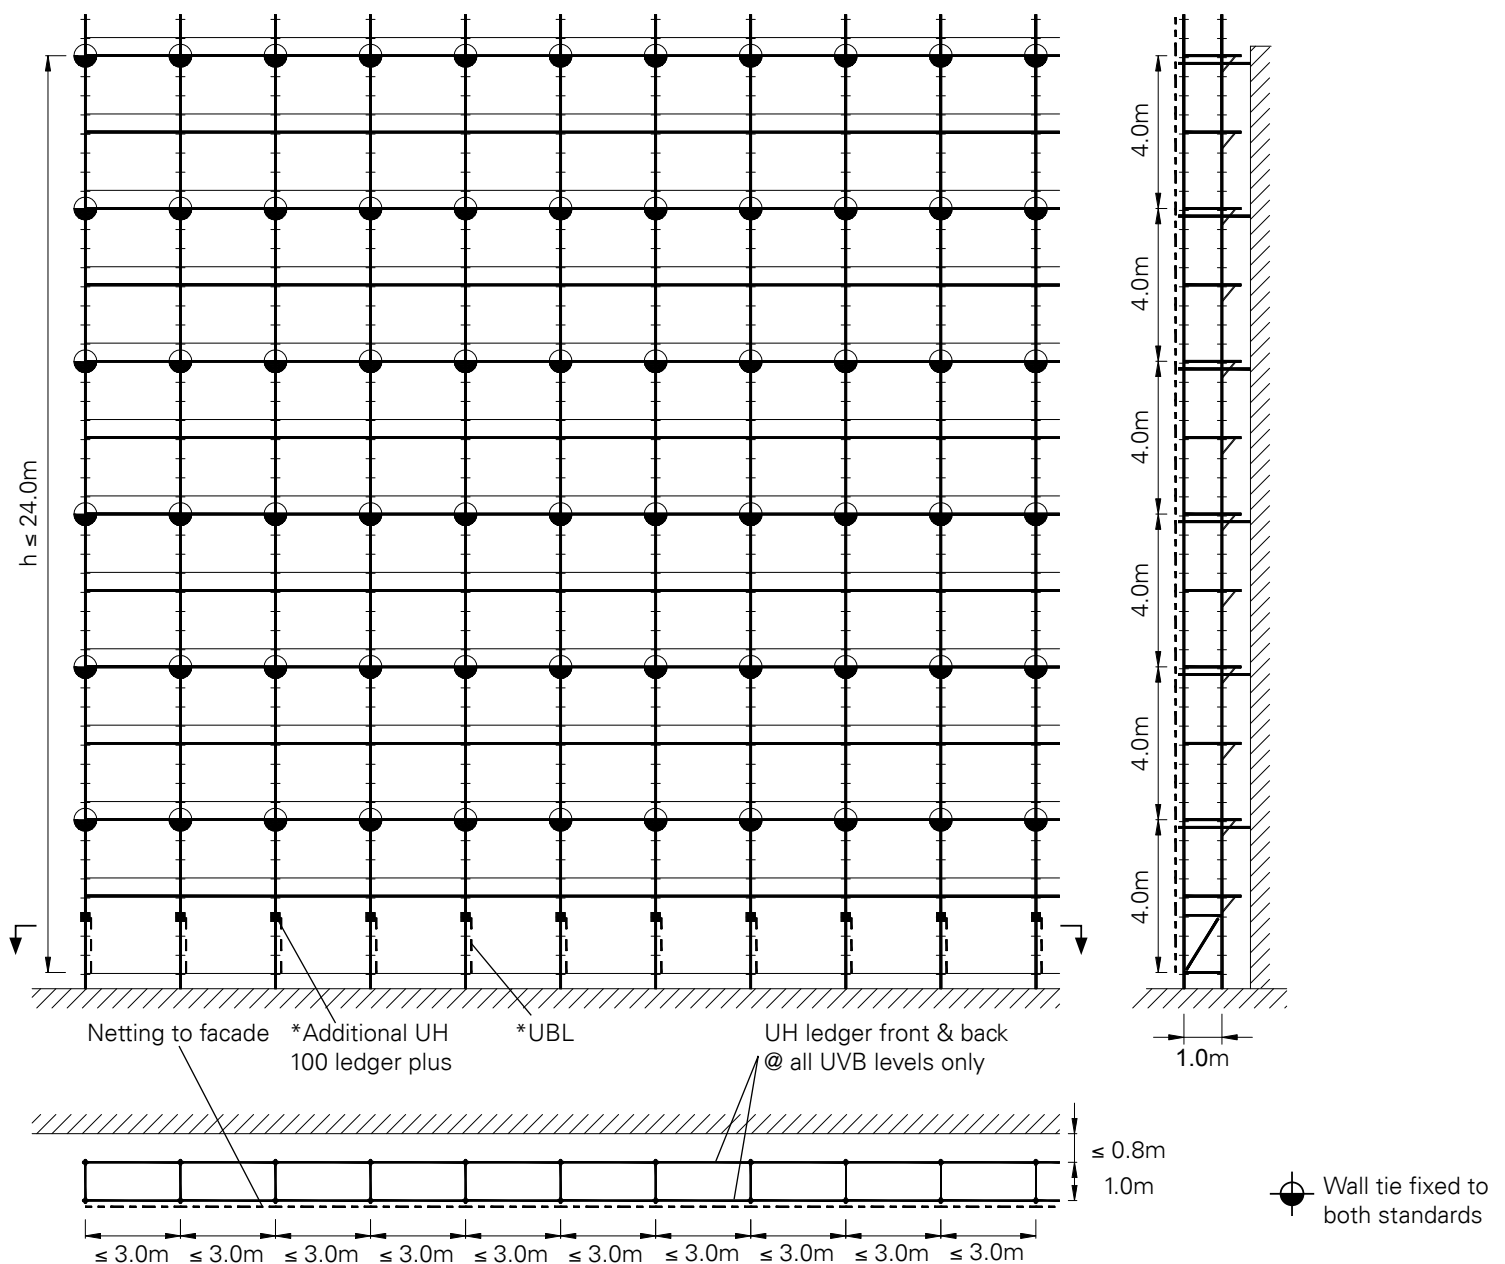 4.0m
4.0m
4.0m
h ≤ 24.0m
4.0m
4.0m
4.0m
Netting to facade
*Additional UH
100 ledger plus
*UBL
UH ledger front & back
@ all UVB levels only
1.0m
≤ 0.8m
1.0m
Wall tie fixed to
both standards
≤ 3.0m
≤ 3.0m
≤ 3.0m
≤ 3.0m
≤ 3.0m
≤ 3.0m
≤ 3.0m
≤ 3.0m
≤ 3.0m
≤ 3.0m